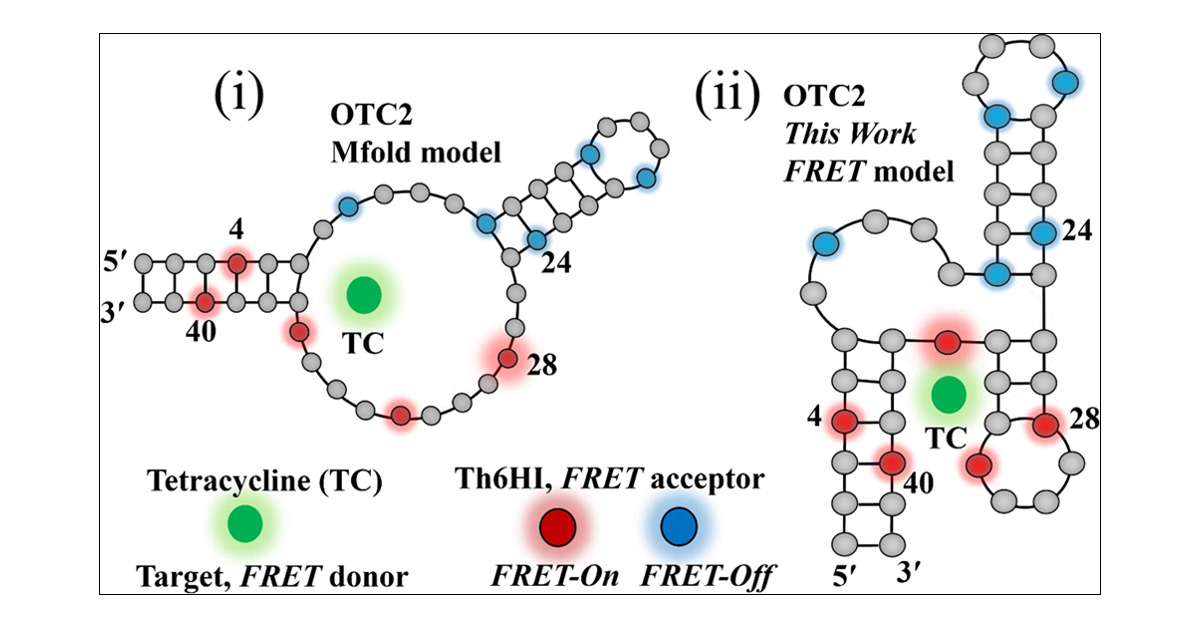 (i)
OTC2
Mfold model
4
5′
3′
40
TC
24
28
(ii)
OTC2
This Work
FRET model
24
4
TC
28
40
5′
3′
Tetracycline (TC)
Target, FRET donor
Th6HI, FRET acceptor
FRET-On FRET-Off